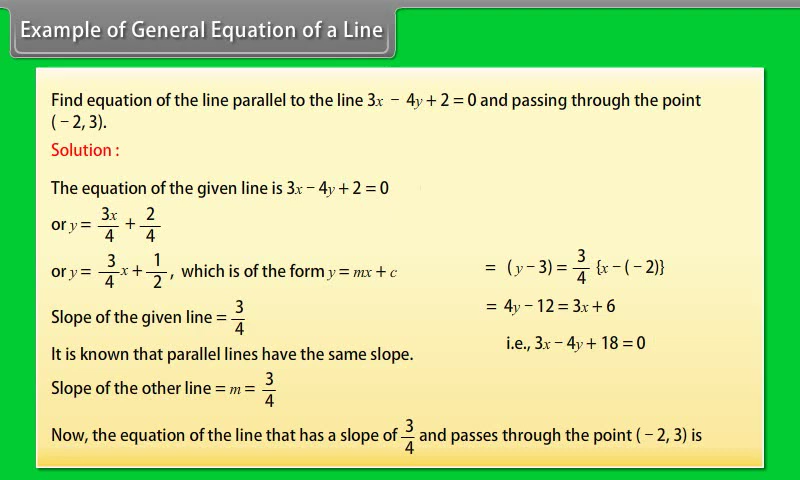 Example of General Equation of a Line
Find equation of the line parallel to the line 3x − 4y + 2 = 0 and passing through the point
(−2, 3).
Solution :
The equation of the given line is 3x − 4y + 2 = 0
or y = 3x/4 + 2/4
or y = 3/4 x + 1/2, which is of the form y = mx + c
Slope of the given line = 3/4
It is known that parallel lines have the same slope.
Slope of the other line = m = 3/4
Now, the equation of the line that has a slope of 3/4 and passes through the point (−2, 3) is
= (y − 3) = 3/4 {x − (−2)}
= 4y − 12 = 3x + 6
i.e., 3x − 4y + 18 = 0